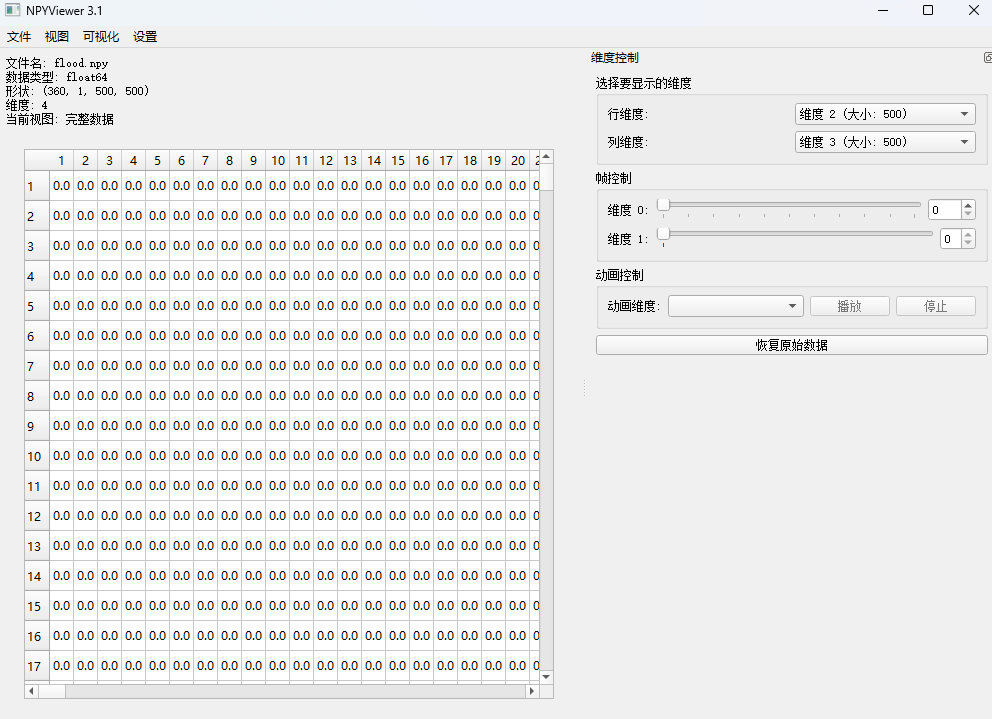 NPYViewer 3.1
文件 视图 可视化 设置
文件名: flood.npy
数据类型: float64
形状: (360, 1, 500, 500)
维度: 4
当前视图: 完整数据
1 2 3 4 5 6 7 8 9 10 11 12 13 14 15 16 17 18 19 20
1 0.0 0.0 0.0 0.0 0.0 0.0 0.0 0.0 0.0 0.0 0.0 0.0 0.0 0.0 0.0 0.0 0.0 0.0 0.0 0.0
2 0.0 0.0 0.0 0.0 0.0 0.0 0.0 0.0 0.0 0.0 0.0 0.0 0.0 0.0 0.0 0.0 0.0 0.0 0.0 0.0
3 0.0 0.0 0.0 0.0 0.0 0.0 0.0 0.0 0.0 0.0 0.0 0.0 0.0 0.0 0.0 0.0 0.0 0.0 0.0 0.0
4 0.0 0.0 0.0 0.0 0.0 0.0 0.0 0.0 0.0 0.0 0.0 0.0 0.0 0.0 0.0 0.0 0.0 0.0 0.0 0.0
5 0.0 0.0 0.0 0.0 0.0 0.0 0.0 0.0 0.0 0.0 0.0 0.0 0.0 0.0 0.0 0.0 0.0 0.0 0.0 0.0
6 0.0 0.0 0.0 0.0 0.0 0.0 0.0 0.0 0.0 0.0 0.0 0.0 0.0 0.0 0.0 0.0 0.0 0.0 0.0 0.0
7 0.0 0.0 0.0 0.0 0.0 0.0 0.0 0.0 0.0 0.0 0.0 0.0 0.0 0.0 0.0 0.0 0.0 0.0 0.0 0.0
8 0.0 0.0 0.0 0.0 0.0 0.0 0.0 0.0 0.0 0.0 0.0 0.0 0.0 0.0 0.0 0.0 0.0 0.0 0.0 0.0
9 0.0 0.0 0.0 0.0 0.0 0.0 0.0 0.0 0.0 0.0 0.0 0.0 0.0 0.0 0.0 0.0 0.0 0.0 0.0 0.0
10 0.0 0.0 0.0 0.0 0.0 0.0 0.0 0.0 0.0 0.0 0.0 0.0 0.0 0.0 0.0 0.0 0.0 0.0 0.0 0.0
11 0.0 0.0 0.0 0.0 0.0 0.0 0.0 0.0 0.0 0.0 0.0 0.0 0.0 0.0 0.0 0.0 0.0 0.0 0.0 0.0
12 0.0 0.0 0.0 0.0 0.0 0.0 0.0 0.0 0.0 0.0 0.0 0.0 0.0 0.0 0.0 0.0 0.0 0.0 0.0 0.0
13 0.0 0.0 0.0 0.0 0.0 0.0 0.0 0.0 0.0 0.0 0.0 0.0 0.0 0.0 0.0 0.0 0.0 0.0 0.0 0.0
14 0.0 0.0 0.0 0.0 0.0 0.0 0.0 0.0 0.0 0.0 0.0 0.0 0.0 0.0 0.0 0.0 0.0 0.0 0.0 0.0
15 0.0 0.0 0.0 0.0 0.0 0.0 0.0 0.0 0.0 0.0 0.0 0.0 0.0 0.0 0.0 0.0 0.0 0.0 0.0 0.0
16 0.0 0.0 0.0 0.0 0.0 0.0 0.0 0.0 0.0 0.0 0.0 0.0 0.0 0.0 0.0 0.0 0.0 0.0 0.0 0.0
17 0.0 0.0 0.0 0.0 0.0 0.0 0.0 0.0 0.0 0.0 0.0 0.0 0.0 0.0 0.0 0.0 0.0 0.0 0.0 0.0
维度控制
选择要显示的维度
行维度: 维度 2 (大小: 500)
列维度: 维度 3 (大小: 500)
帧控制
维度 0: 0
维度 1: 0
动画控制
动画维度: 播放 停止
恢复原始数据